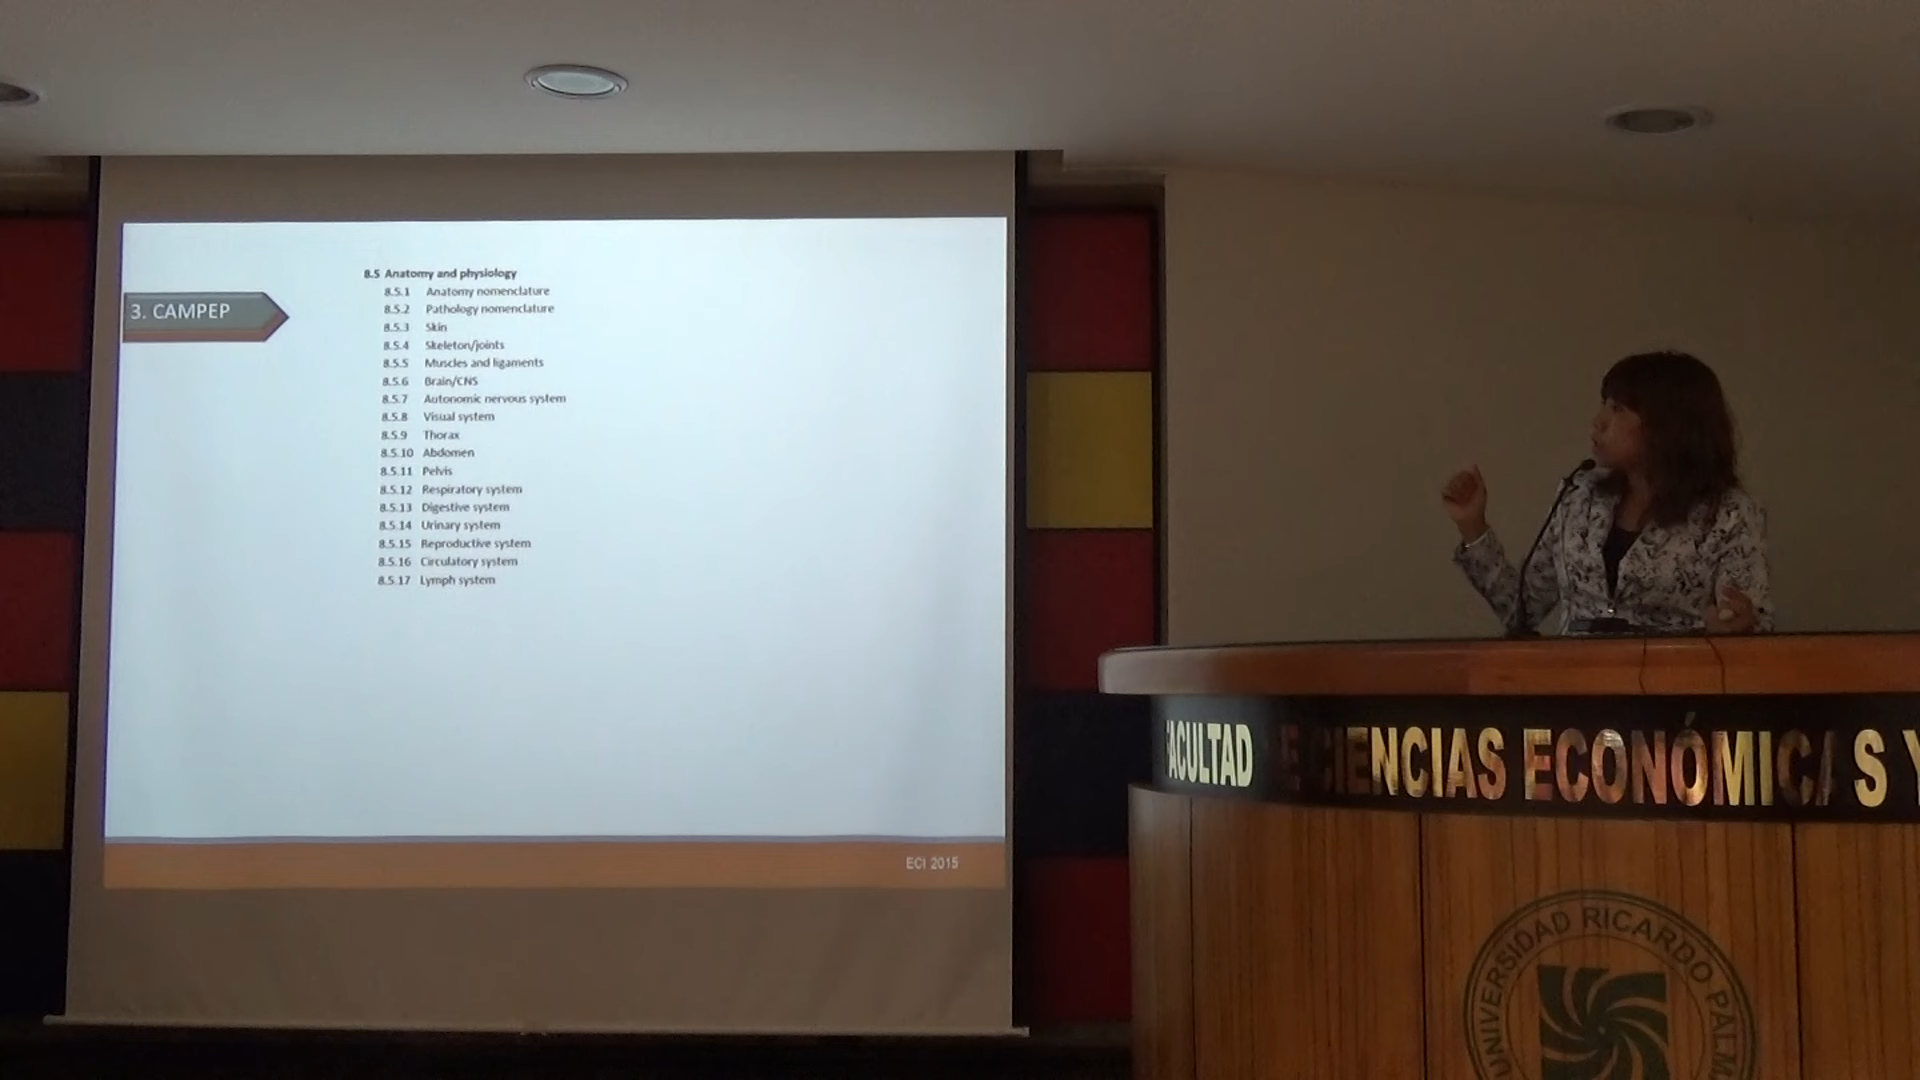 3. CAMPEP
8.5 Anatomy and physiology
8.5.1 Anatomy nomenclature
8.5.2 Pathology nomenclature
8.5.3 Skin
8.5.4 Skeleton/joints
8.5.5 Muscles and ligaments
8.5.6 Brain/CNS
8.5.7 Autonomic nervous system
8.5.8 Visual system
8.5.9 Thorax
8.5.10 Abdomen
8.5.11 Pelvis
8.5.12 Respiratory system
8.5.13 Digestive system
8.5.14 Urinary system
8.5.15 Reproductive system
8.5.16 Circulatory system
8.5.17 Lymph system
ECI 2015
FACULTAD DE CIENCIAS ECONÓMICAS Y
UNIVERSIDAD RICARDO PALMA